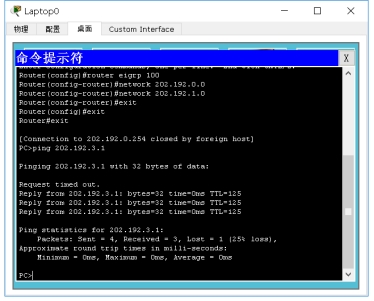 Laptop0
物理 配置 桌面 Custom Interface
命令提示符
X
Router(config)#router eigrp 100
Router(config-router)#network 202.192.0.0
Router(config-router)#network 202.192.1.0
Router(config-router)#exit
Router(config)#exit
Router#exit
[Connection to 202.192.0.254 closed by foreign host]
PC>ping 202.192.3.1
Pinging 202.192.3.1 with 32 bytes of data:
Request timed out.
Reply from 202.192.3.1: bytes=32 time=0ms TTL=125
Reply from 202.192.3.1: bytes=32 time=0ms TTL=125
Reply from 202.192.3.1: bytes=32 time=0ms TTL=125
Ping statistics for 202.192.3.1:
Packets: Sent = 4, Received = 3, Lost = 1 (25% loss),
Approximate round trip times in milli-seconds:
Minimum = 0ms, Maximum = 0ms, Average = 0ms
PC>